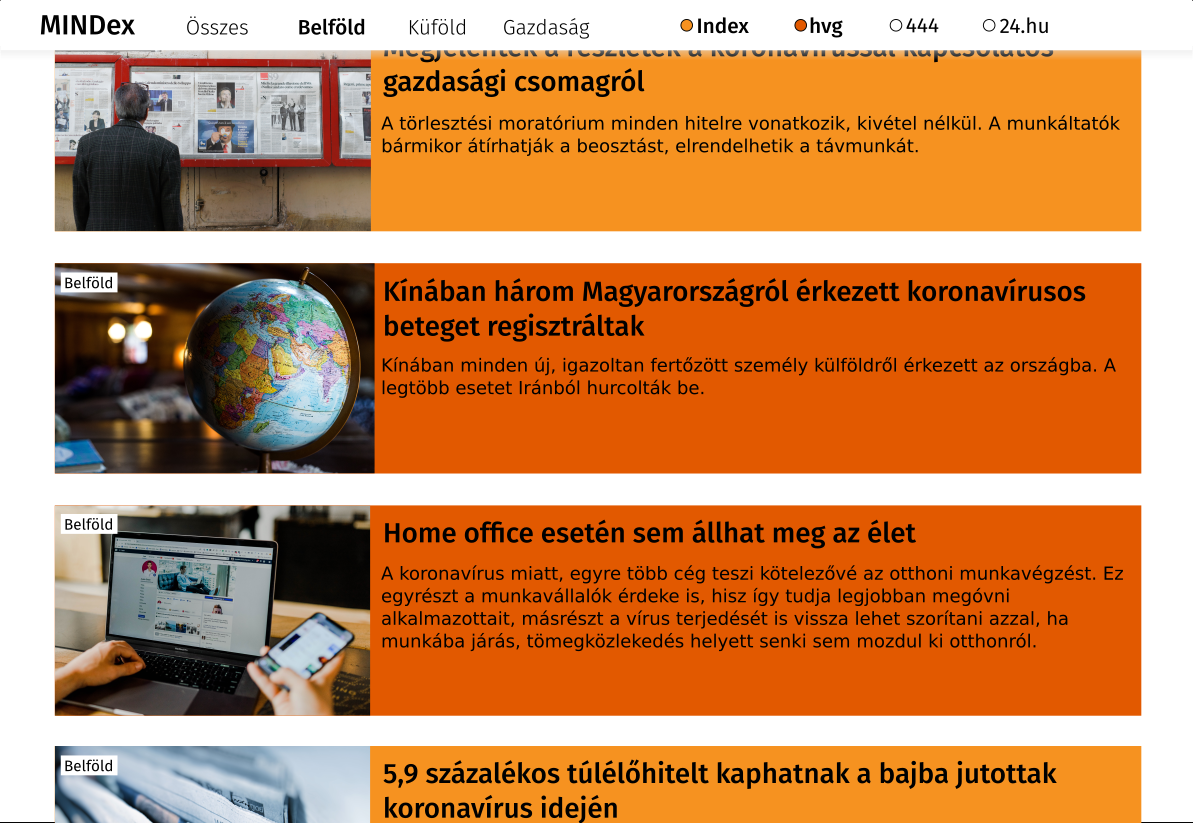 MINDex Összes Belföld Küföld Gazdaság Index hvg 444 24.hu
Megjelentek a részletek a koronavírussal kapcsolatos
gazdasági csomagról
A törlesztési moratórium minden hitelre vonatkozik, kivétel nélkül. A munkáltatók
bármikor átírhatják a beosztást, elrendelhetik a távmunkát.
Belföld
Kínában három Magyarországról érkezett koronavírusos
beteget regisztráltak
Kínában minden új, igazoltan fertőzött személy külföldről érkezett az országba. A
legtöbb esetet Iránból hurcolták be.
Belföld
Home office esetén sem állhat meg az élet
A koronavírus miatt, egyre több cég teszi kötelezővé az otthoni munkavégzést. Ez
egyrészt a munkavállalók érdeke is, hisz így tudja legjobban megóvni
alkalmazottait, másrészt a vírus terjedését is vissza lehet szorítani azzal, ha
munkába járás, tömegközlekedés helyett senki sem mozdul ki otthonról.
Belföld
5,9 százalékos túlélőhitelt kaphatnak a bajba jutottak
koronavírus idején